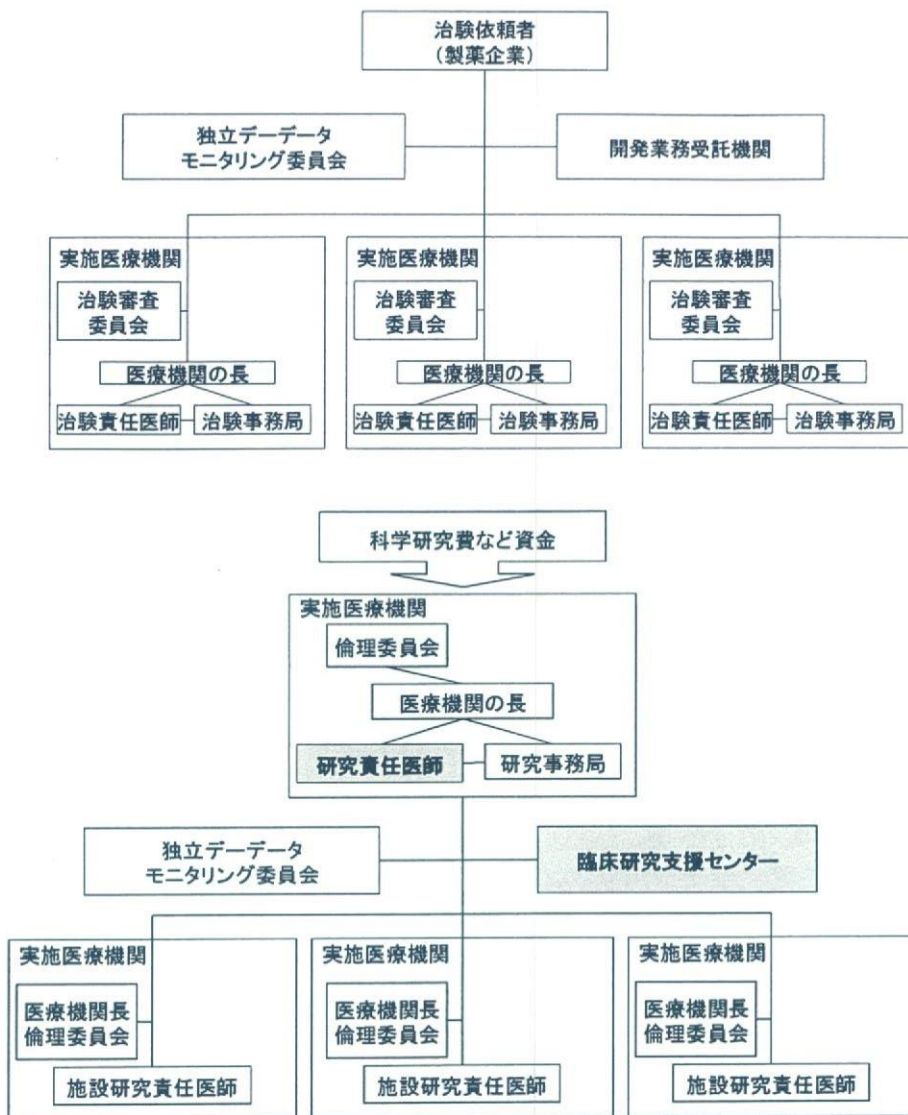 治験依頼者
(製薬企業)
独立データデータ
モニタリング委員会
開発業務受託機関
実施医療機関
治験審査
委員会
医療機関の長
治験責任医師
治験事務局
実施医療機関
治験審査
委員会
医療機関の長
治験責任医師
治験事務局
実施医療機関
治験審査
委員会
医療機関の長
治験責任医師
治験事務局
科学研究費など資金
実施医療機関
倫理委員会
医療機関の長
研究責任医師
研究事務局
独立データデータ
モニタリング委員会
臨床研究支援センター
実施医療機関
医療機関長
倫理委員会
施設研究責任医師
実施医療機関
医療機関長
倫理委員会
施設研究責任医師
実施医療機関
医療機関長
倫理委員会
施設研究責任医師